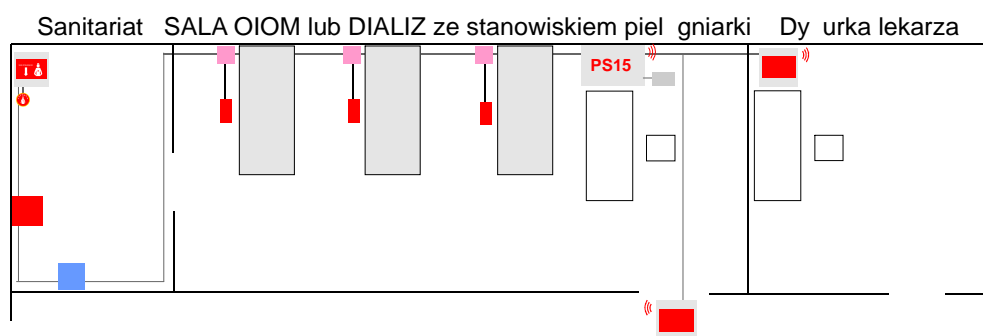 Sanitariat SALA OIOM lub DIALIZ ze stanowiskiem piel gniarki Dy urka lekarza
PS15